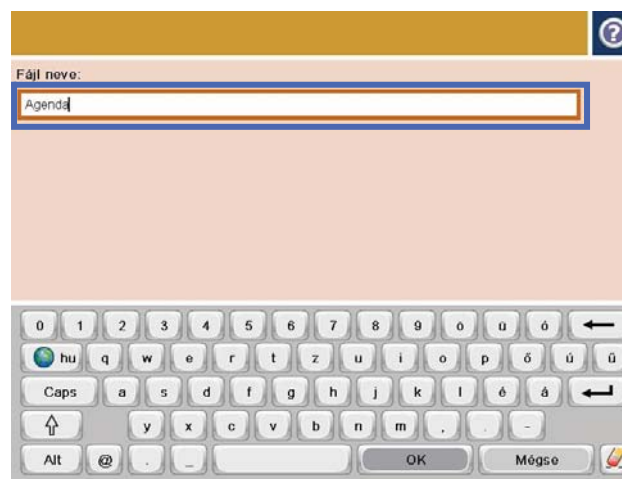 ?
Fájl neve:
Agenda
0 1 2 3 4 5 6 7 8 9 ö ü ó
hu q w e r t z u i o p ő ú ű
Caps a s d f g h j k l é á
y x c v b n m , . -
Alt @ . _ OK Mégse